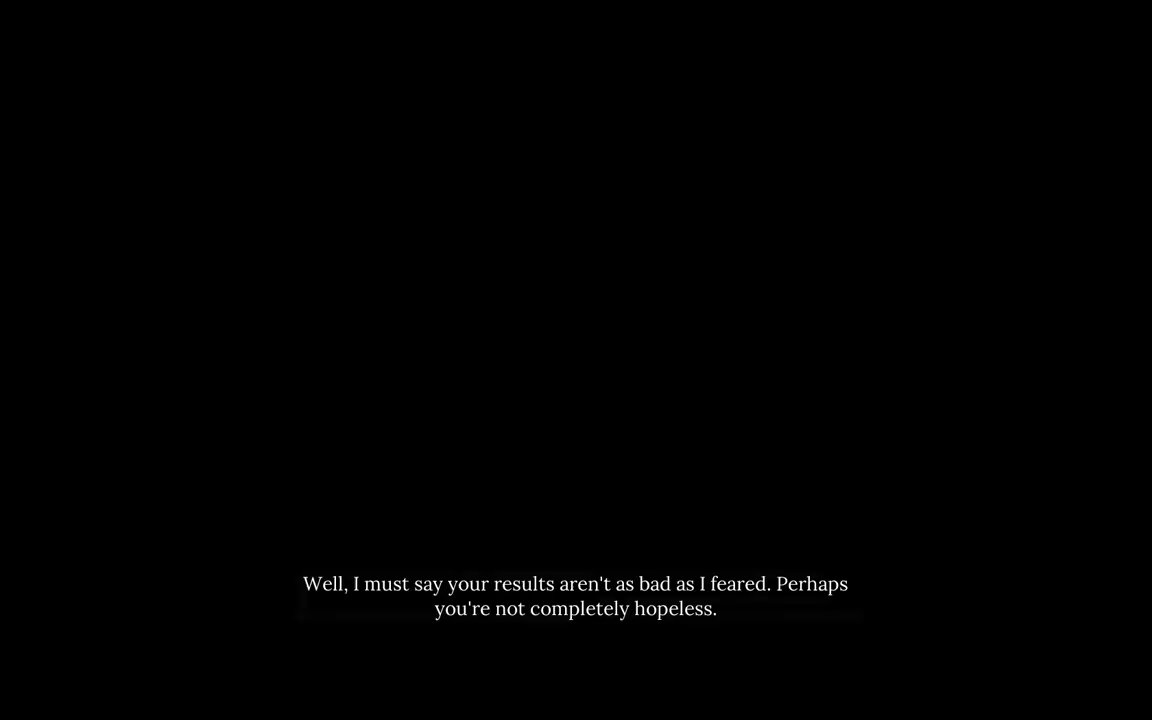 Well, I must say your results aren't as bad as I feared. Perhaps
you're not completely hopeless.